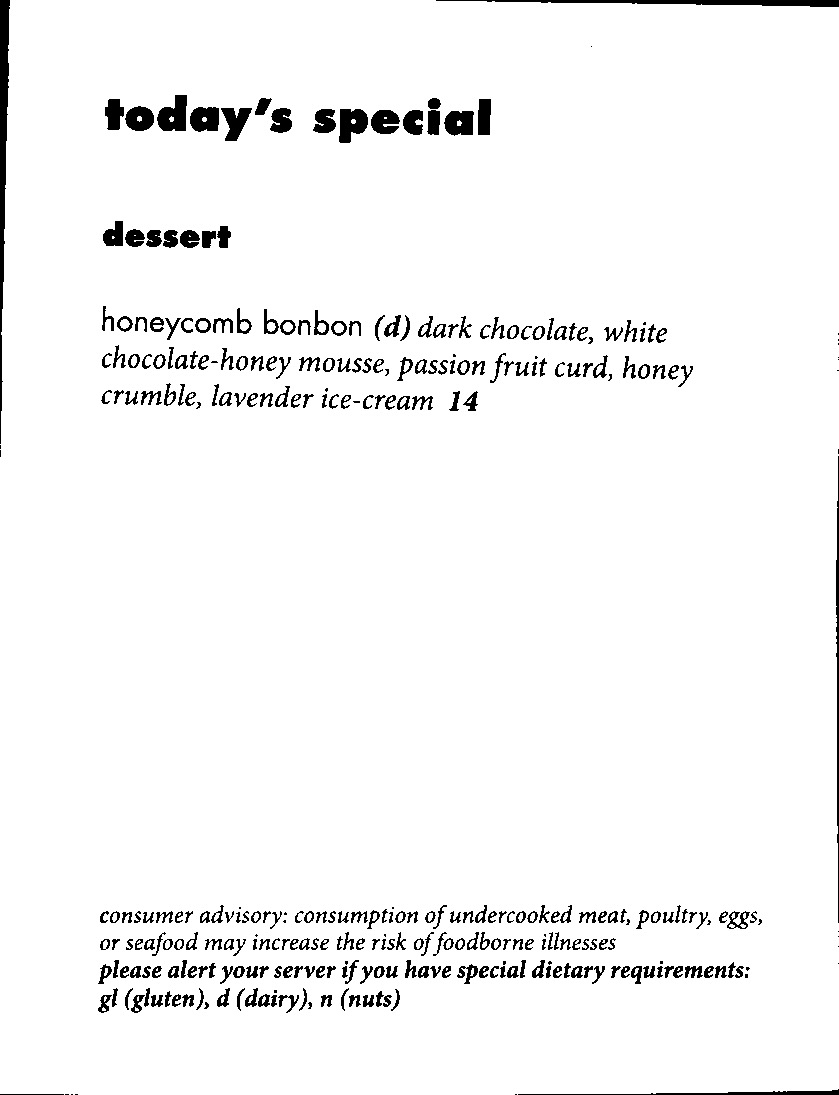 today's special
dessert
honeycomb bonbon (d) dark chocolate, white
chocolate-honey mousse, passion fruit curd, honey
crumble, lavender ice-cream 14
consumer advisory: consumption of undercooked meat, poultry, eggs,
or seafood may increase the risk of foodborne illnesses
please alert your server if you have special dietary requirements:
gl (gluten), d (dairy), n (nuts)